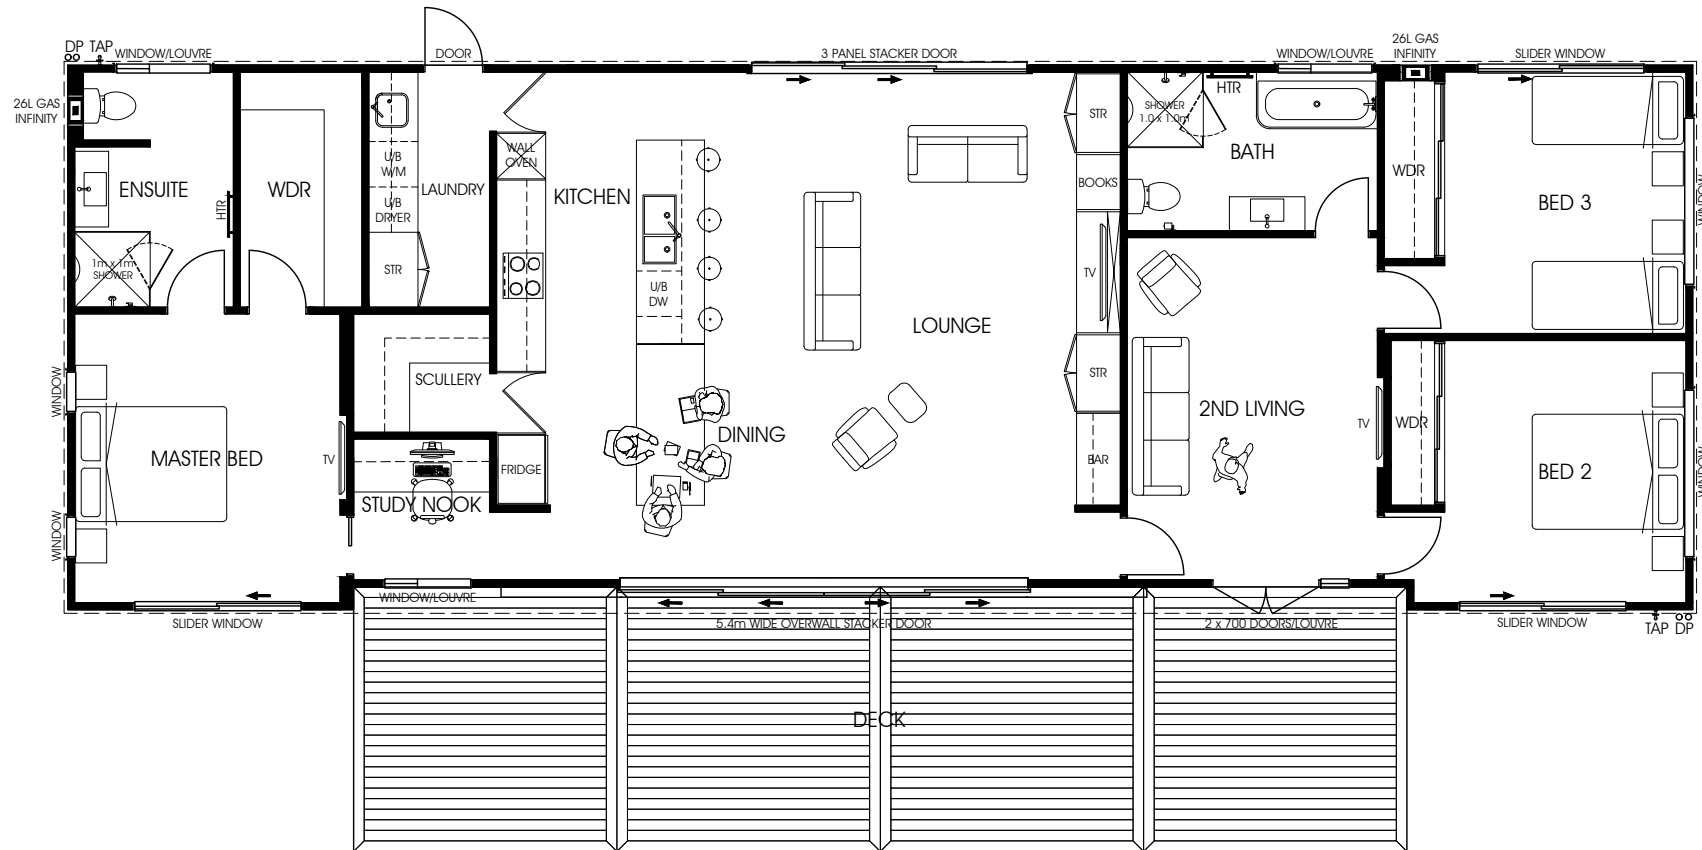 DP TAP
WINDOW/LOUVRE
DOOR
3 PANEL STACKER DOOR
WINDOW/LOUVRE
26L GAS
INFINITY
SLIDER WINDOW
26L GAS
INFINITY
ENSUITE
HTR
1m x 1m
SHOWER
WDR
U/B
WM
U/B
DRYER
LAUNDRY
STR
WALL
OVEN
KITCHEN
U/B
DW
LOUNGE
STR
BOOKS
TV
STR
BAR
SHOWER
1.0 x 1.0m
HTR
BATH
WDR
BED 3
WINDOW
SCULLERY
WINDOW
MASTER BED
TV
WINDOW
STUDY NOOK
FRIDGE
DINING
2ND LIVING
TV
WDR
BED 2
WINDOW
SLIDER WINDOW
WINDOW/LOUVRE
5.4m WIDE OVERWALL STACKER DOOR
2 x 700 DOORS/LOUVRE
SLIDER WINDOW
TAP DP
DECK